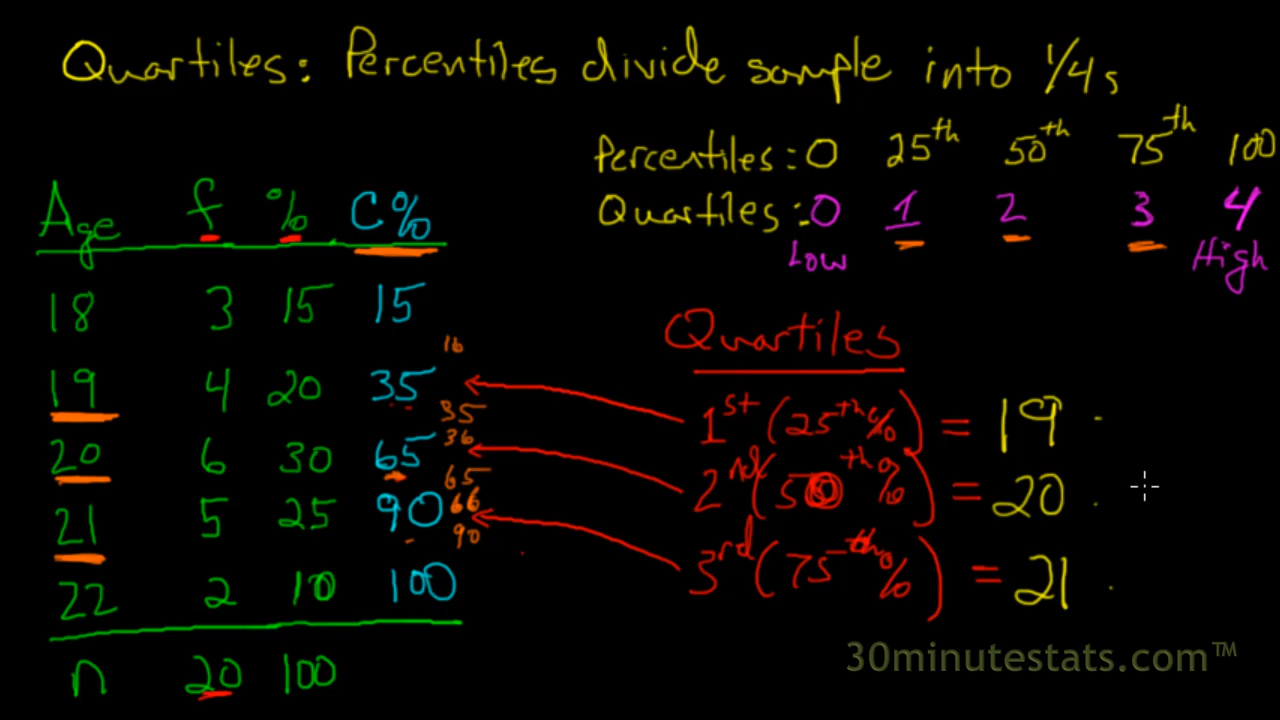 Quartiles: Percentiles divide sample into 1/4s
Percentiles: 0 25th 50th 75th 100
Quartiles: 0 1 2 3 4
Low High
Age f % C%
18 3 15 15
16
19 4 20 35
35
36
20 6 30 65
65
66
21 5 25 90
90
22 2 10 100
n 20 100
Quartiles
1st (25th %) = 19
2nd (50th %) = 20
3rd (75th %) = 21
30minutestats.com™